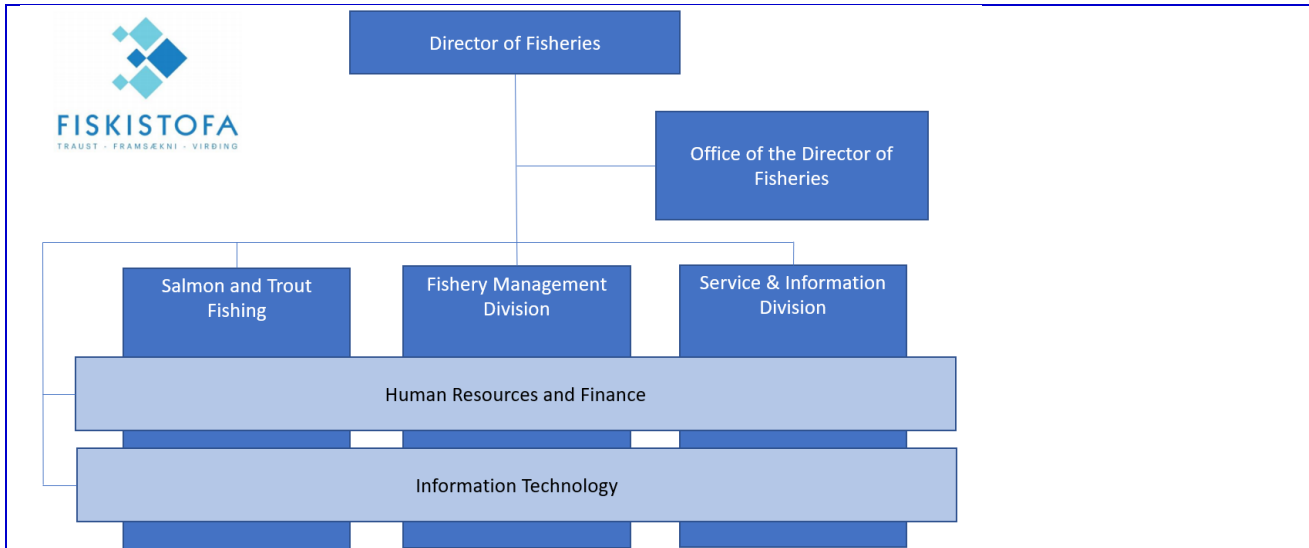 Director of Fisheries
FISKISTOFA
TRAUST - FRAMSÆKNI - VIRÐING
Office of the Director of
Fisheries
Salmon and Trout
Fishing
Fishery Management
Division
Service & Information
Division
Human Resources and Finance
Information Technology